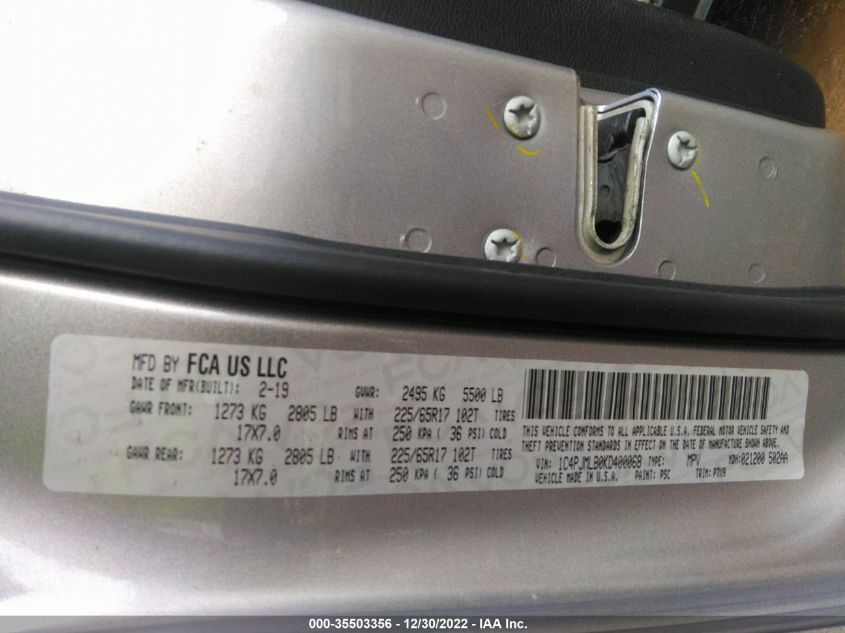 MFD BY FCA US LLC
DATE OF MFR(BUILT): 2-19 GVWR: 2495 KG 5500 LB
GAWR FRONT: 1273 KG 2805 LB WITH 225/65R17 102T TIRES
17X7.0 RIMS AT 250 KPA ( 36 PSI) COLD
GAWR REAR: 1273 KG 2805 LB WITH 225/65R17 102T TIRES
17X7.0 RIMS AT 250 KPA ( 36 PSI) COLD
THIS VEHICLE CONFORMS TO ALL APPLICABLE U.S.A. FEDERAL MOTOR VEHICLE SAFETY AND
THEFT PREVENTION STANDARDS IN EFFECT ON THE DATE OF MANUFACTURE SHOWN ABOVE.
VIN: 1C4PJMLB0KD400068 TYPE: MPV MDH: 021200 502AA
VEHICLE MADE IN U.S.A. PAINT: PSC TRIM: P7X9
000-35503356 - 12/30/2022 - IAA Inc.